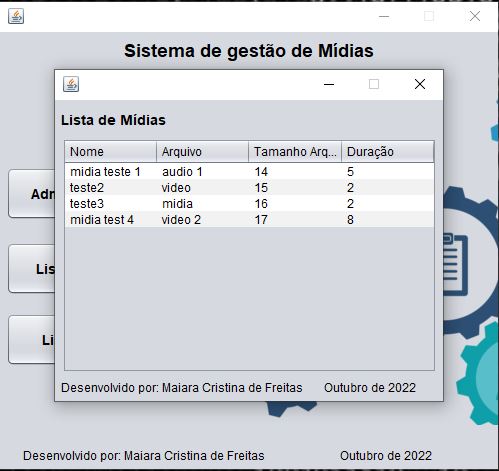 Sistema de gestão de Mídias
Lista de Mídias
Nome Arquivo Tamanho Arq... Duração
midia teste 1 audio 1 14 5
teste2 video 15 2
teste3 midia 16 2
midia test 4 video 2 17 8
Desenvolvido por: Maiara Cristina de Freitas Outubro de 2022
Adn
Lis
Li
Desenvolvido por: Maiara Cristina de Freitas Outubro de 2022